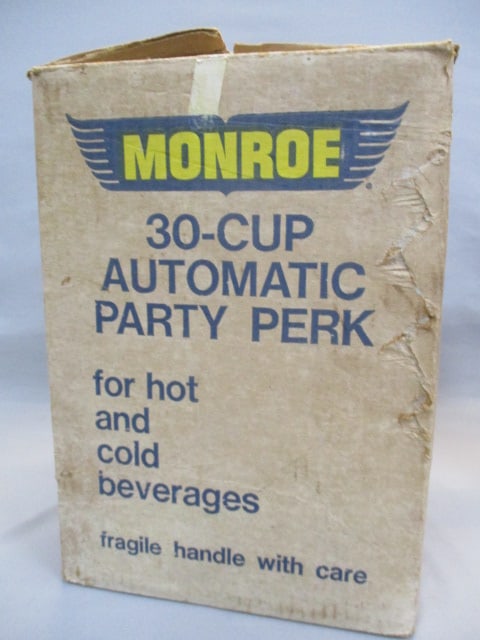 MONROE
30-CUP
AUTOMATIC
PARTY PERK
for hot
and
cold
beverages
fragile handle with care